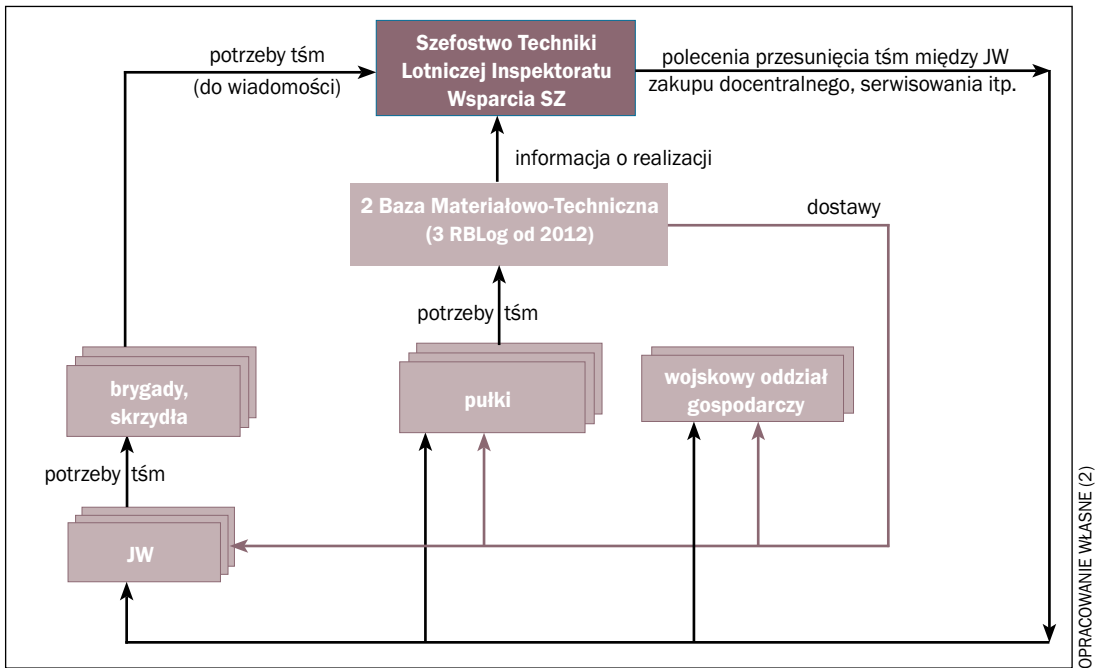 potrzeby tśm
(do wiadomości)
Szefostwo Techniki
Lotniczej Inspektoratu
Wsparcia SZ
polecenia przesunięcia tśm między JW
zakupu docentralnego, serwisowania itp.
informacja o realizacji
2 Baza Materiałowo-Techniczna
(3 RBLog od 2012)
dostawy
potrzeby tśm
brygady,
skrzydła
pułki
wojskowy oddział
gospodarczy
potrzeby tśm
JW
OPRACOWANIE WŁASNE (2)